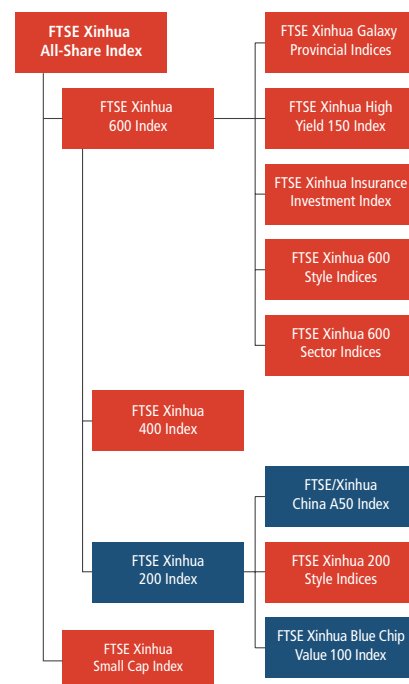 FTSE Xinhua
All-Share Index
FTSE Xinhua
600 Index
FTSE Xinhua Galaxy
Provincial Indices
FTSE Xinhua High
Yield 150 Index
FTSE Xinhua Insurance
Investment Index
FTSE Xinhua 600
Style Indices
FTSE Xinhua 600
Sector Indices
FTSE Xinhua
400 Index
FTSE Xinhua
200 Index
FTSE/Xinhua
China A50 Index
FTSE Xinhua 200
Style Indices
FTSE Xinhua Blue Chip
Value 100 Index
FTSE Xinhua
Small Cap Index